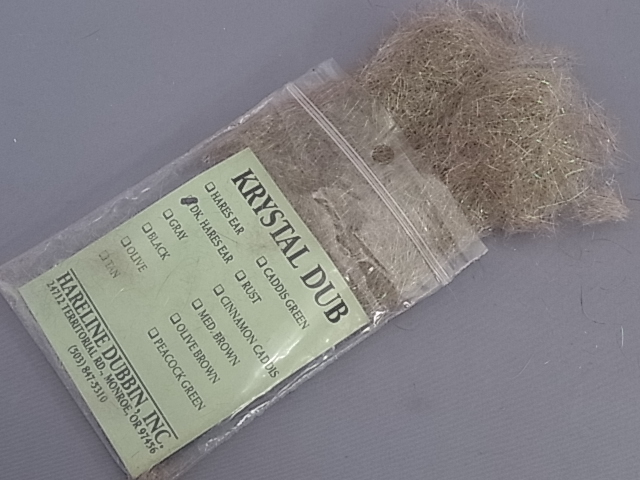 KRYSTAL DUB
HARES EAR
DK. HARES EAR
GRAY
BLACK
OLIVE
TAN
CADDIS GREEN
RUST
CINNAMON CADDIS
MED. BROWN
OLIVE BROWN
PEACOCK GREEN
HARELINE DUBBIN, INC.
24712 TERRITORIAL RD., MONROE, OR 97456
(503) 847-5310